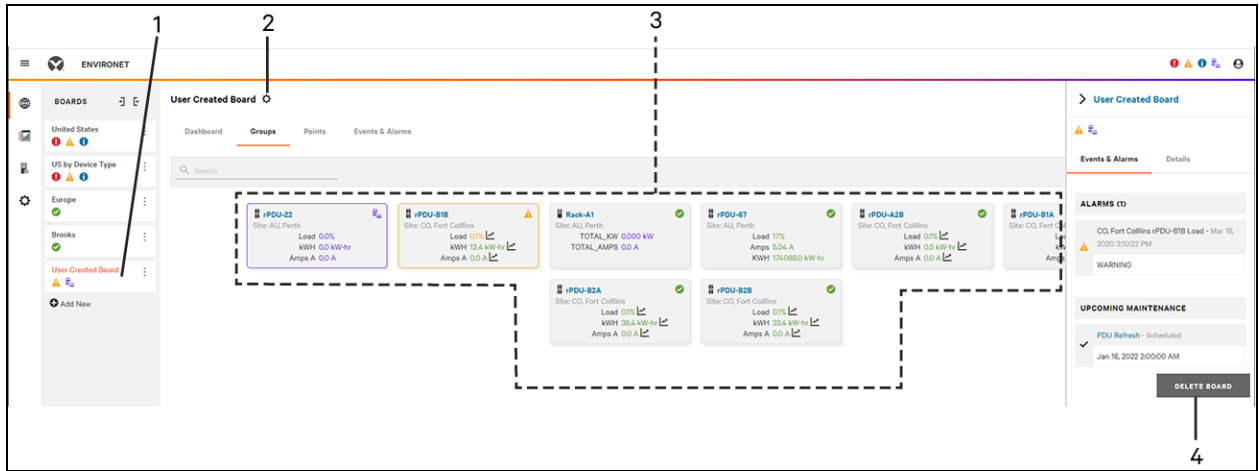 1
2
3
ENVIRONET
BOARDS
User Created Board
User Created Board
United States
US by Device Type
Europe
Brooks
User Created Board
Add New
Dashboard
Groups
Points
Events & Alarms
Search
rPDU-22
Site: AU, Perth
Load 0.0%
kWH 0.0 kW-hr
Amps A 0.0 A
rPDU-B1B
Site: CO, Fort Colllins
Load 0.1%
kWH 12.4 kW-hr
Amps A 0.0 A
Rack-A1
Site: AU, Perth
TOTAL_KW 0.000 kW
TOTAL_AMPS 0.0 A
rPDU-67
Site: AU, Perth
Load 17%
Amps 5.04 A
KWH 174088.0 kW-hr
rPDU-A2B
Site: CO, Fort Colllins
Load 0.1%
kWH 0.5 kW-hr
Amps A 0.0 A
rPDU-B1A
Site: CO, Fort Col
Loa
kW
Amps
rPDU-B2A
Site: CO, Fort Colllins
Load 0.1%
kWH 38.4 kW-hr
Amps A 0.0 A
rPDU-B2B
Site: CO, Fort Colllins
Load 0.1%
kWH 33.4 kW-hr
Amps A 0.0 A
Events & Alarms
Details
ALARMS (1)
CO, Fort Colllins rPDU-B1B Load - Mar 18,
2020 3:10:22 PM
WARNING
UPCOMING MAINTENANCE
PDU Refresh - Scheduled
Jan 16, 2022 2:00:00 AM
DELETE BOARD
4